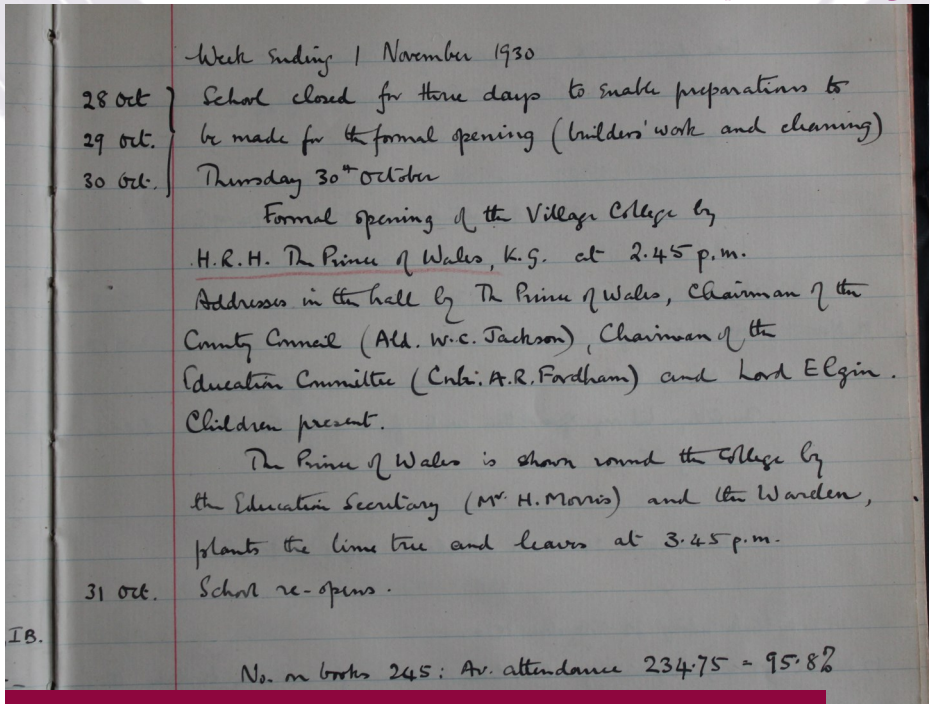 Week ending 1 November 1930
28 Oct School closed for three days to enable preparations to
29 Oct. be made for the formal opening (builders' work and cleaning)
30 Oct. Thursday 30th October
Formal opening of the Village College by
H.R.H. The Prince of Wales, K.G. at 2.45 p.m.
Addresses in the hall by The Prince of Wales, Chairman of the
County Council (Ald. W.C. Jackson), Chairman of the
Education Committee (A.R. Fordham) and Lord Elgin.
Children present.
The Prince of Wales is shown round the College by
the Education Secretary (Mr. H. Morris) and the Warden,
plants the lime tree and leaves at 3.45 p.m.
31 Oct. School re-opens.
IB.
No. on books 245: Av. attendance 234.75 = 95.8%